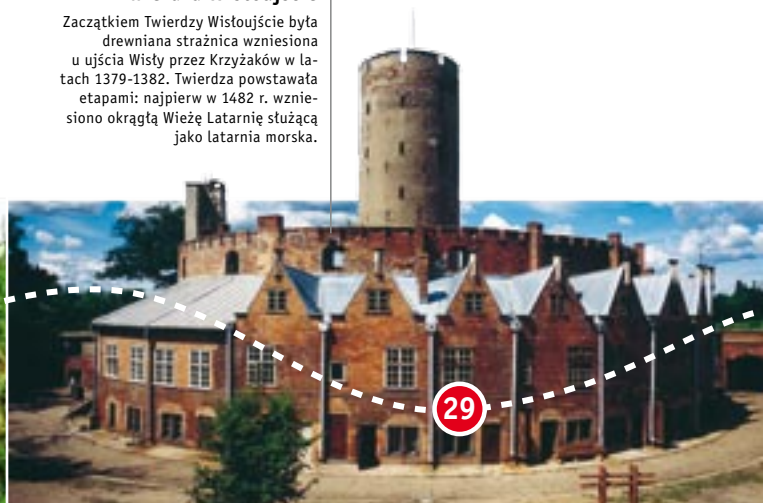 Zaczątkiem Twierdzy Wisłoujście była
drewniana strażnica wzniesiona
u ujścia Wisły przez Krzyżaków w la-
tach 1379-1382. Twierdza powstawała
etapami: najpierw w 1482 r. wznie-
siono okrągłą Wieżę Latarnię służącą
jako latarnia morska.
29